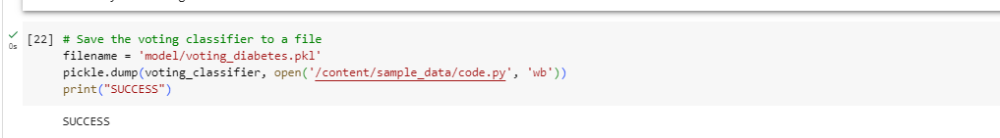 [22] # Save the voting classifier to a file
filename = 'model/voting_diabetes.pkl'
pickle.dump(voting_classifier, open('/content/sample_data/code.py', 'wb'))
0s
print("SUCCESS")
SUCCESS